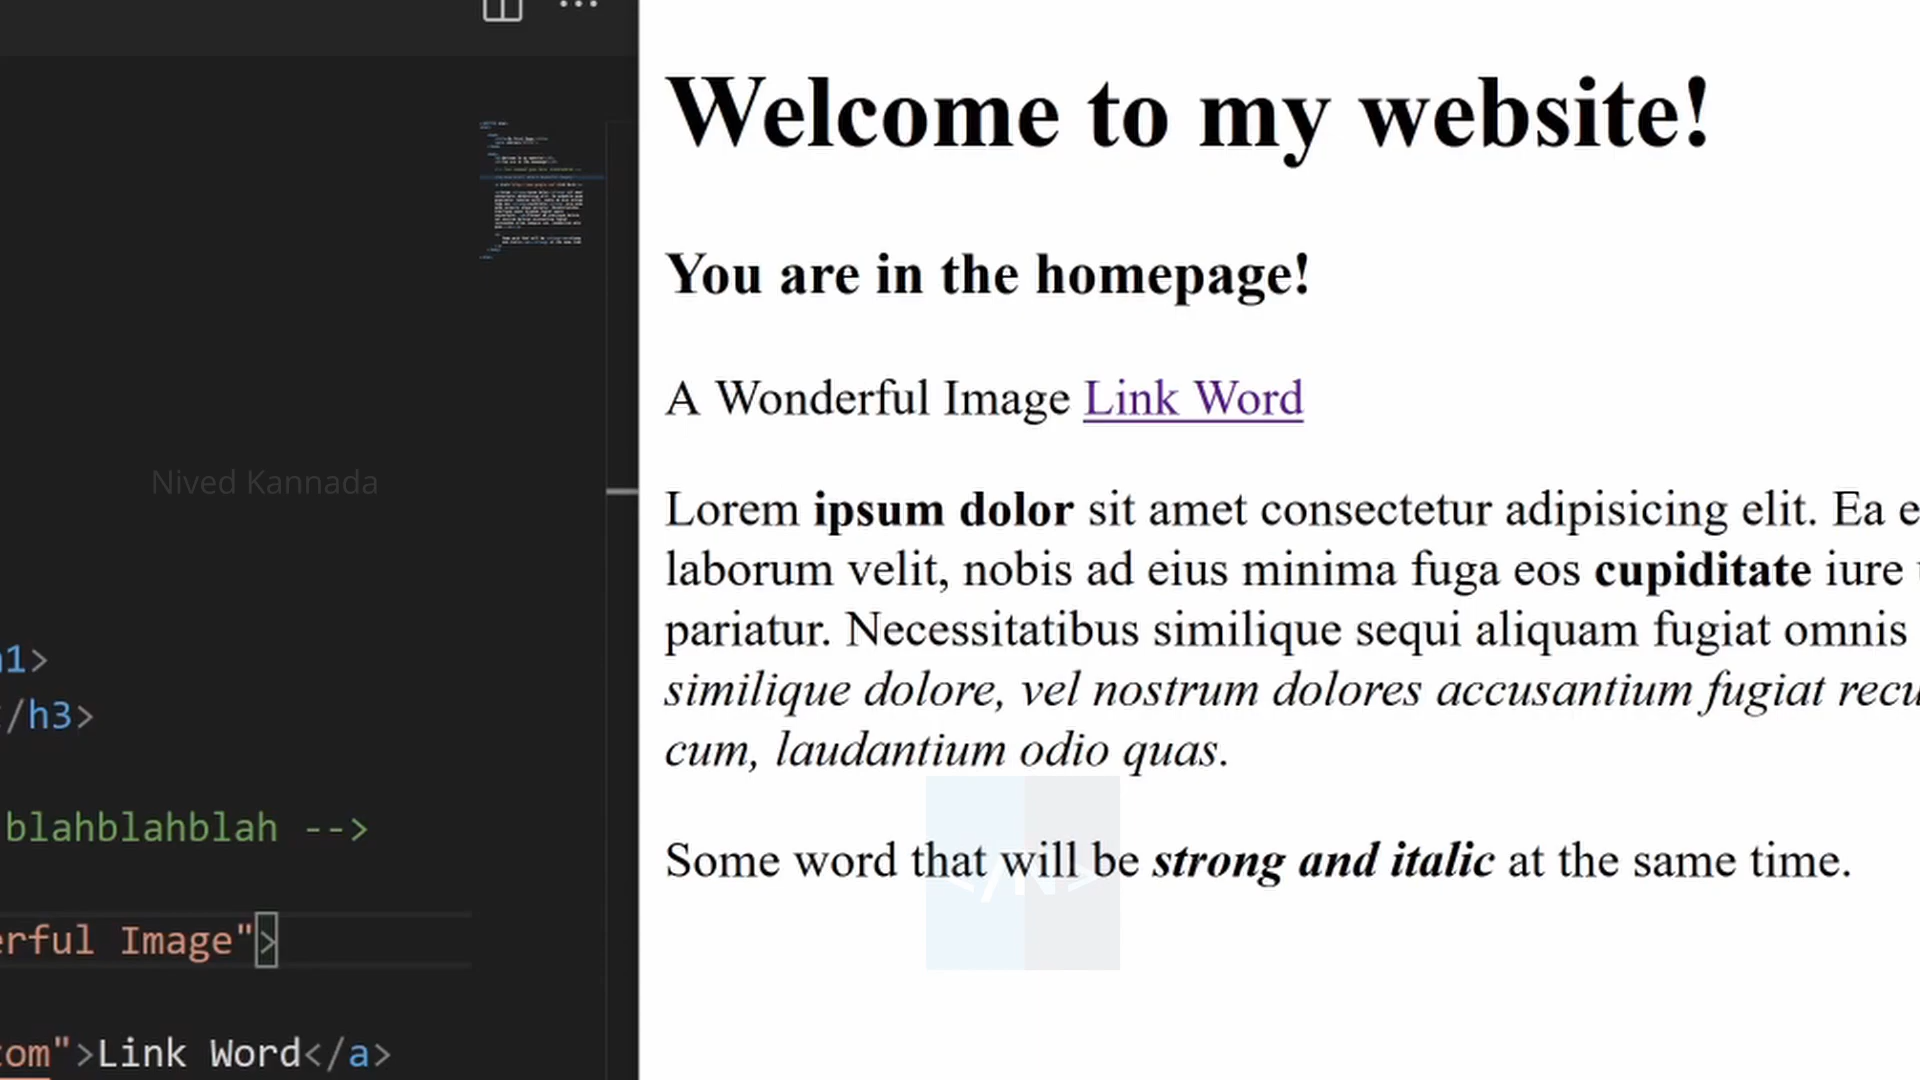 Welcome to my website!
You are in the homepage!
A Wonderful Image Link Word
Lorem ipsum dolor sit amet consectetur adipisicing elit. Ea e
laborum velit, nobis ad eius minima fuga eos cupiditate iure
pariatur. Necessitatibus similique sequi aliquam fugiat omnis
similique dolore, vel nostrum dolores accusantium fugiat recu
cum, laudantium odio quas.
Some word that will be strong and italic at the same time.
</N>
Nived Kannada
h1>
/h3>
blahblahblah -->
erful Image">
com">Link Word</a>